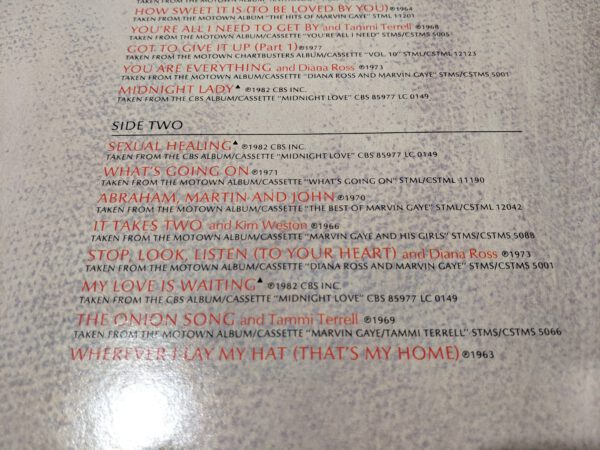 HOW SWEET IT IS (TO BE LOVED BY YOU) ℗1964
TAKEN FROM THE MOTOWN ALBUM "THE HITS OF MARVIN GAYE" STML 11201
YOU'RE ALL I NEED TO GET BY and Tammi Terrell ℗1968
TAKEN FROM THE MOTOWN ALBUM/CASSETTE "YOU'RE ALL I NEED" STMS/CSTMS 5005
GOT TO GIVE IT UP (Part 1) ℗1977
TAKEN FROM THE MOTOWN CHARTBUSTERS ALBUM/CASSETTE "VOL. 10" STML/CSTML 12123
YOU ARE EVERYTHING and Diana Ross ℗1973
TAKEN FROM THE MOTOWN ALBUM/CASSETTE "DIANA ROSS AND MARVIN GAYE" STMS/CSTMS 5001
MIDNIGHT LADY▲ ℗1982 CBS INC.
TAKEN FROM THE CBS ALBUM/CASSETTE "MIDNIGHT LOVE" CBS 85977 LC 0149
SIDE TWO
SEXUAL HEALING▲ ℗1982 CBS INC.
TAKEN FROM THE CBS ALBUM/CASSETTE "MIDNIGHT LOVE" CBS 85977 LC 0149
WHAT'S GOING ON ℗1971
TAKEN FROM THE MOTOWN ALBUM/CASSETTE "WHAT'S GOING ON" STML/CSTML 11190
ABRAHAM, MARTIN AND JOHN ℗1970
TAKEN FROM THE MOTOWN ALBUM/CASSETTE "THE BEST OF MARVIN GAYE" STML/CSTML 12042
IT TAKES TWO and Kim Weston ℗1966
TAKEN FROM THE MOTOWN ALBUM/CASSETTE "MARVIN GAYE AND HIS GIRLS" STMS/CSTMS 5088
STOP, LOOK, LISTEN (TO YOUR HEART) and Diana Ross ℗1973
TAKEN FROM THE MOTOWN ALBUM/CASSETTE "DIANA ROSS AND MARVIN GAYE" STMS/CSTMS 5001
MY LOVE IS WAITING▲ ℗1982 CBS INC.
TAKEN FROM THE CBS ALBUM/CASSETTE "MIDNIGHT LOVE" CBS 85977 LC 0149
THE ONION SONG and Tammi Terrell ℗1969
TAKEN FROM THE MOTOWN ALBUM/CASSETTE "MARVIN GAYE/TAMMI TERRELL" STMS/CSTMS 5066
WHEREVER I LAY MY HAT (THAT'S MY HOME) ℗1963